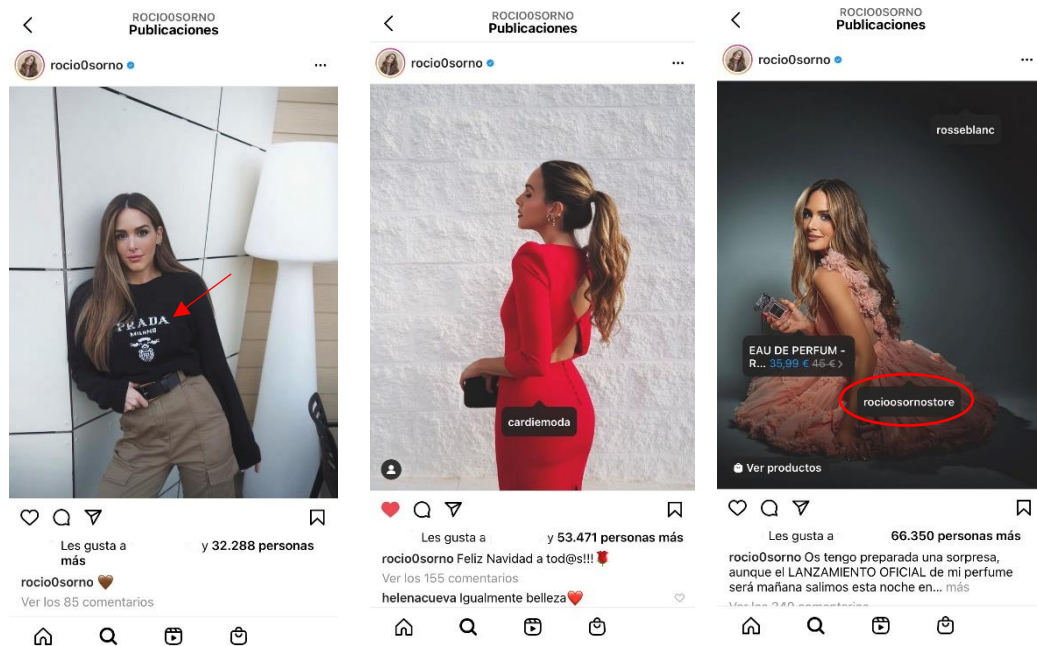 ROCIO0SORNO
Publicaciones
rocio0sorno
PRADA
MILANO
Les gusta a y 32.288 personas
más
rocio0sorno 🤎
Ver los 85 comentarios
ROCIO0SORNO
Publicaciones
rocio0sorno
cardiemoda
Les gusta a y 53.471 personas más
rocio0sorno Feliz Navidad a tod@s!!!🌹
Ver los 155 comentarios
helenacueva Igualmente belleza❤️
ROCIO0SORNO
Publicaciones
rocio0sorno
rosseblanc
EAU DE PERFUM -
R... 35,99 € 45 € >
rocioosornostore
Ver productos
Les gusta a 66.350 personas más
rocio0sorno Os tengo preparada una sorpresa,
aunque el LANZAMIENTO OFICIAL de mi perfume
será mañana salimos esta noche en... más
Ver los 240 comentarios